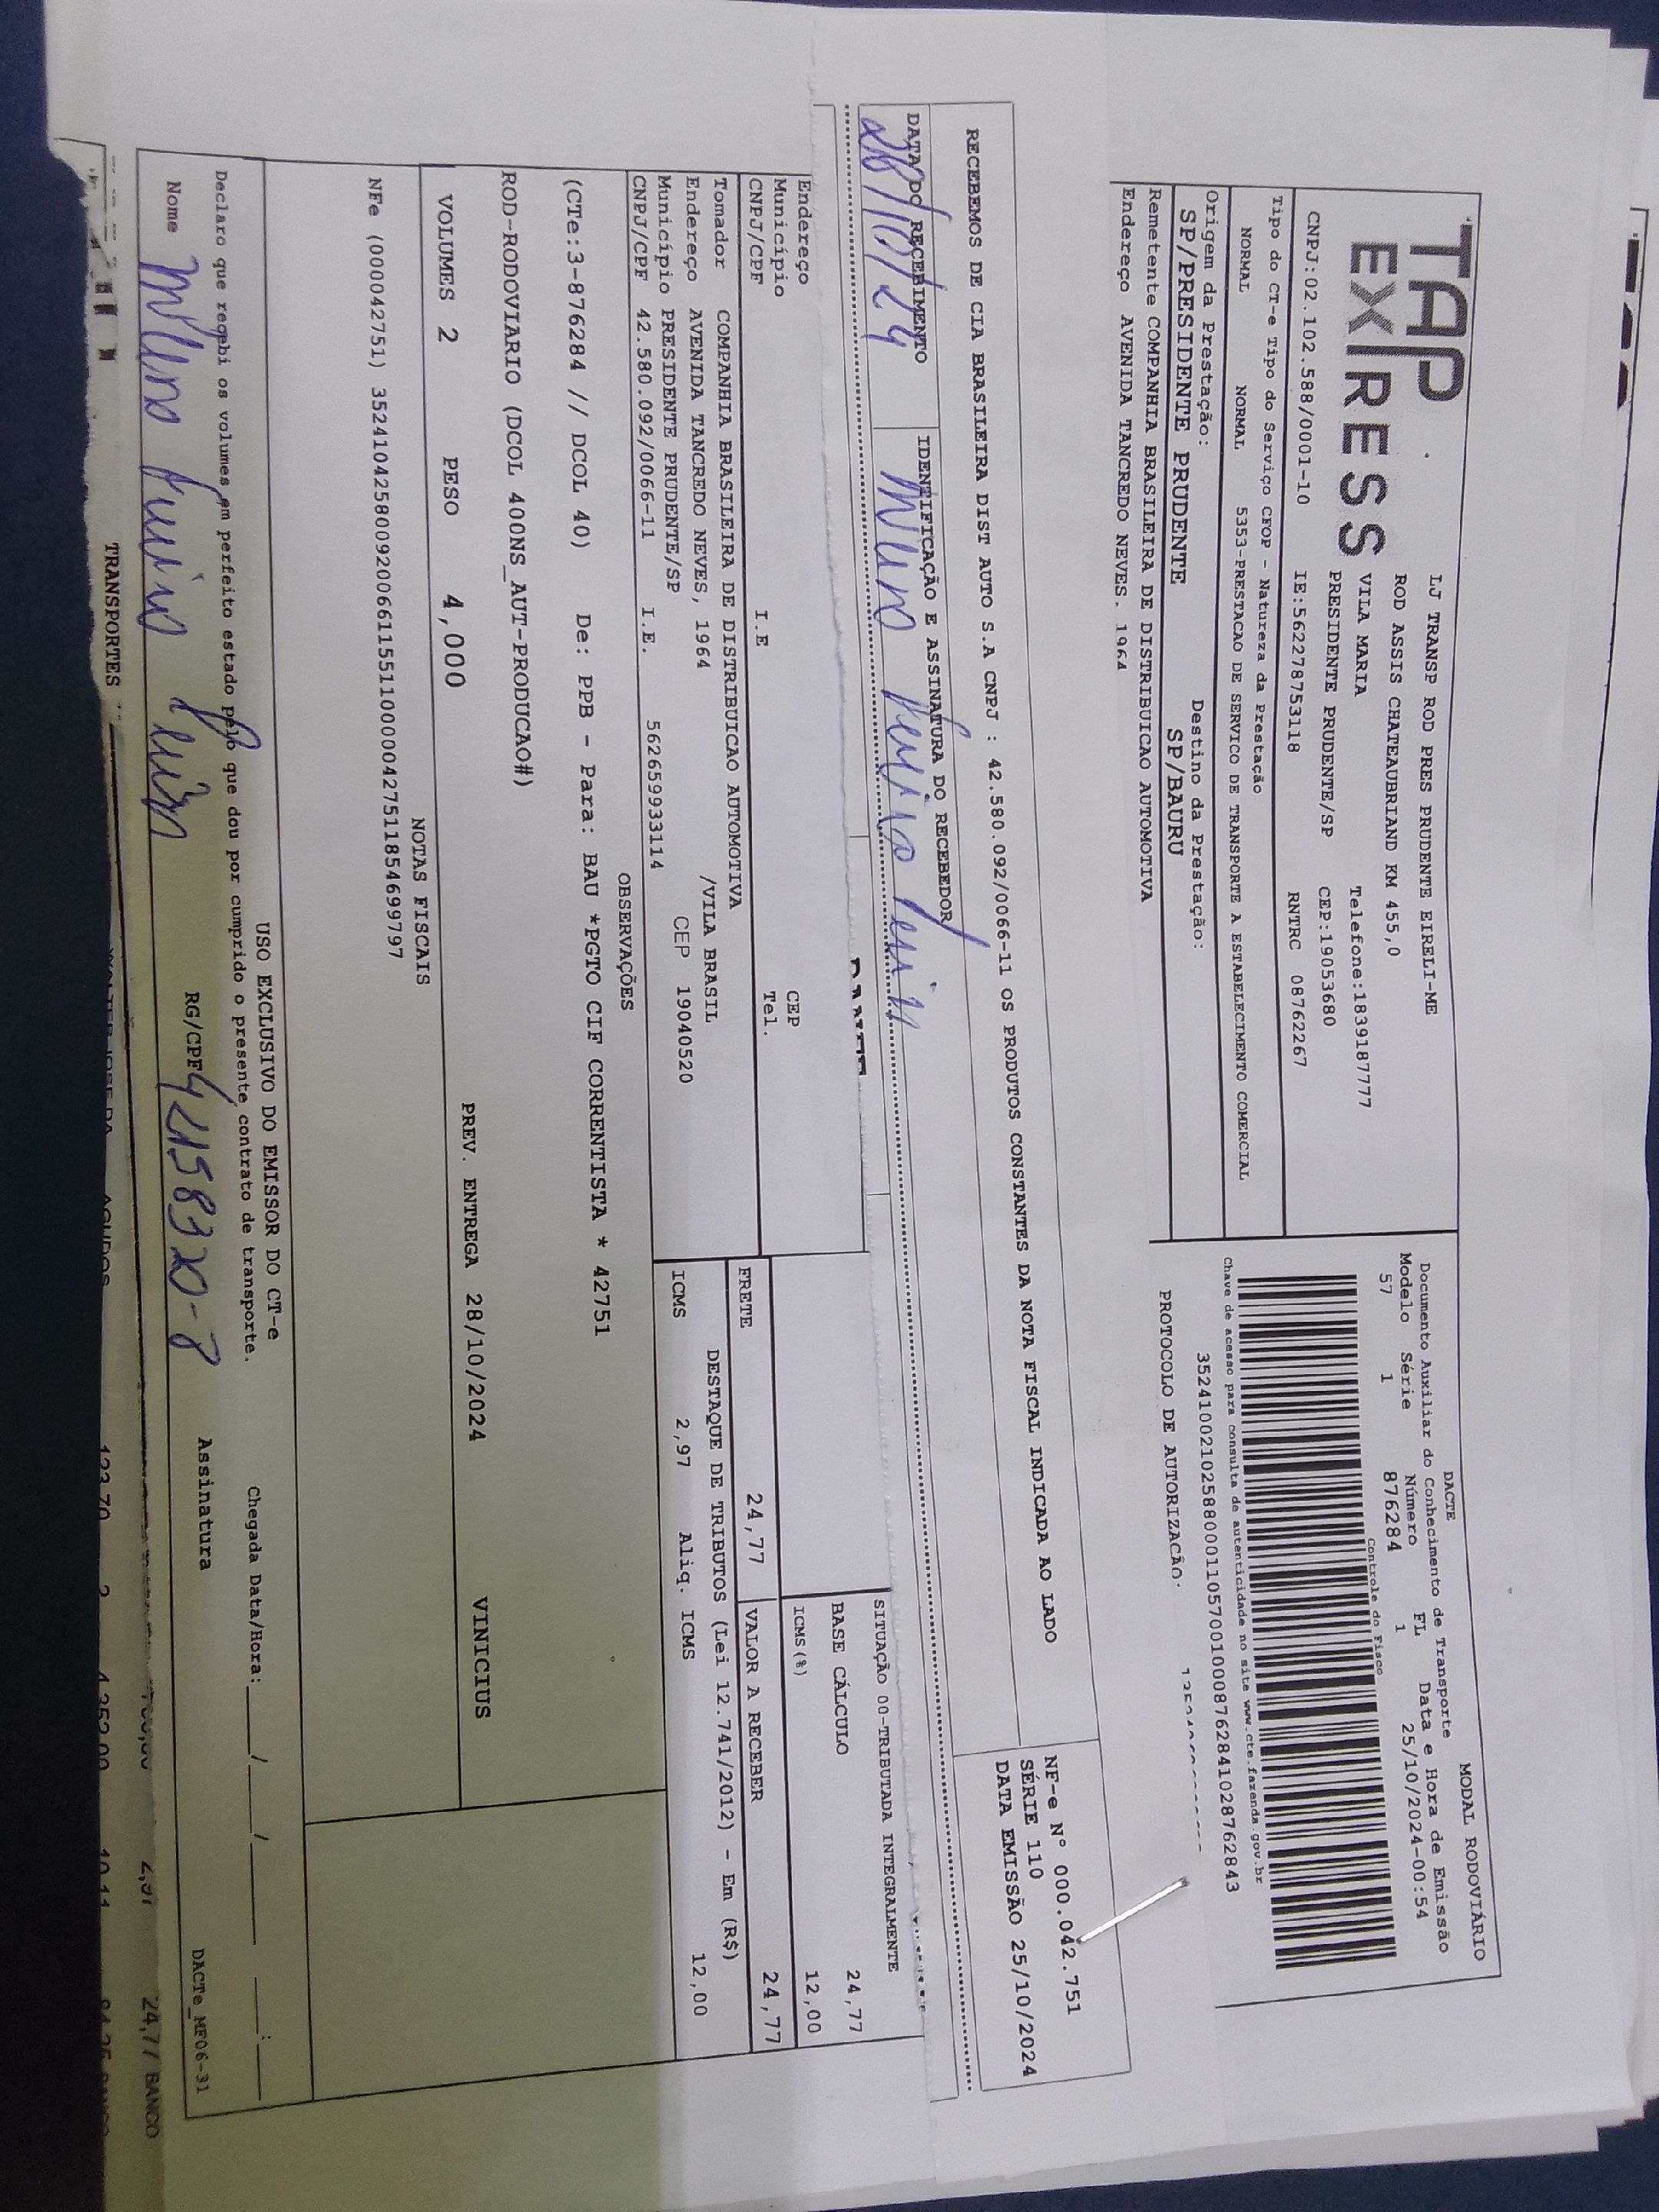 TAP
EXPRESS
LJ TRANSP ROD PRES PRUDENTE EIRELI-ME
ROD ASSIS CHATEAUBRIAND KM 455,0
VILA MARIA Telefone:1839187777
PRESIDENTE PRUDENTE/SP CEP:19053680
CNPJ:02.102.588/0001-10 IE:562278753118 RNTRC 08762267
MODAL RODOVIÁRIO
DACTE
Documento Auxiliar do Conhecimento de Transporte
Modelo Série Número FL Data e Hora de Emissão
57 1 876284 1 25/10/2024-00:54
Controle do Fisco
Chave de acesso para consulta de autenticidade no site www.cte.fazenda.gov.br
35241002102588000110570010008762841028762843
PROTOCOLO DE AUTORIZAÇÃO:
Tipo do CT-e Tipo do Serviço CFOP - Natureza da Prestação
NORMAL NORMAL 5353-PRESTACAO DE SERVICO DE TRANSPORTE A ESTABELECIMENTO COMERCIAL
Origem da Prestação: Destino da Prestação:
SP/PRESIDENTE PRUDENTE SP/BAURU
Remetente COMPANHIA BRASILEIRA DE DISTRIBUICAO AUTOMOTIVA
Endereço AVENIDA TANCREDO NEVES, 1964
RECEBEMOS DE CIA BRASILEIRA DIST AUTO S.A CNPJ : 42.580.092/0066-11 OS PRODUTOS CONSTANTES DA NOTA FISCAL INDICADA AO LADO
NF-e N° 000.042.751
SÉRIE 110
DATA EMISSÃO 25/10/2024
DATA DO RECEBIMENTO IDENTIFICAÇÃO E ASSINATURA DO RECEBEDOR
28/10/24
Endereço
Município CEP
CNPJ/CPF I.E Tel.
SITUAÇÃO 00-TRIBUTADA INTEGRALMENTE
BASE CÁLCULO 24,77
ICMS(%) 12,00
Tomador COMPANHIA BRASILEIRA DE DISTRIBUICAO AUTOMOTIVA
Endereço AVENIDA TANCREDO NEVES, 1964 /VILA BRASIL
Município PRESIDENTE PRUDENTE/SP CEP 19040520
CNPJ/CPF 42.580.092/0066-11 I.E. 562659933114
FRETE 24,77 VALOR A RECEBER 24,77
DESTAQUE DE TRIBUTOS (Lei 12.741/2012) - Em (R$)
ICMS 2,97 Aliq. ICMS 12,00
OBSERVAÇÕES
(CTe:3-876284 // DCOL 40) De: PPB - Para: BAU *PGTO CIF CORRENTISTA * 42751
ROD-RODOVIARIO (DCOL 400NS_AUT-PRODUCAO#)
VOLUMES 2 PESO 4,000 PREV. ENTREGA 28/10/2024 VINICIUS
NOTAS FISCAIS
NFe (000042751) 35241042580092006611551100000427511854699797
USO EXCLUSIVO DO EMISSOR DO CT-e
Declaro que recebi os volumes em perfeito estado pelo que dou por cumprido o presente contrato de transporte.
Chegada Data/Hora:___/___/_____ ___:___
Nome RG/CPF Assinatura
DACTe_MF06-31
TRANSPORTES
24,77 BANCO